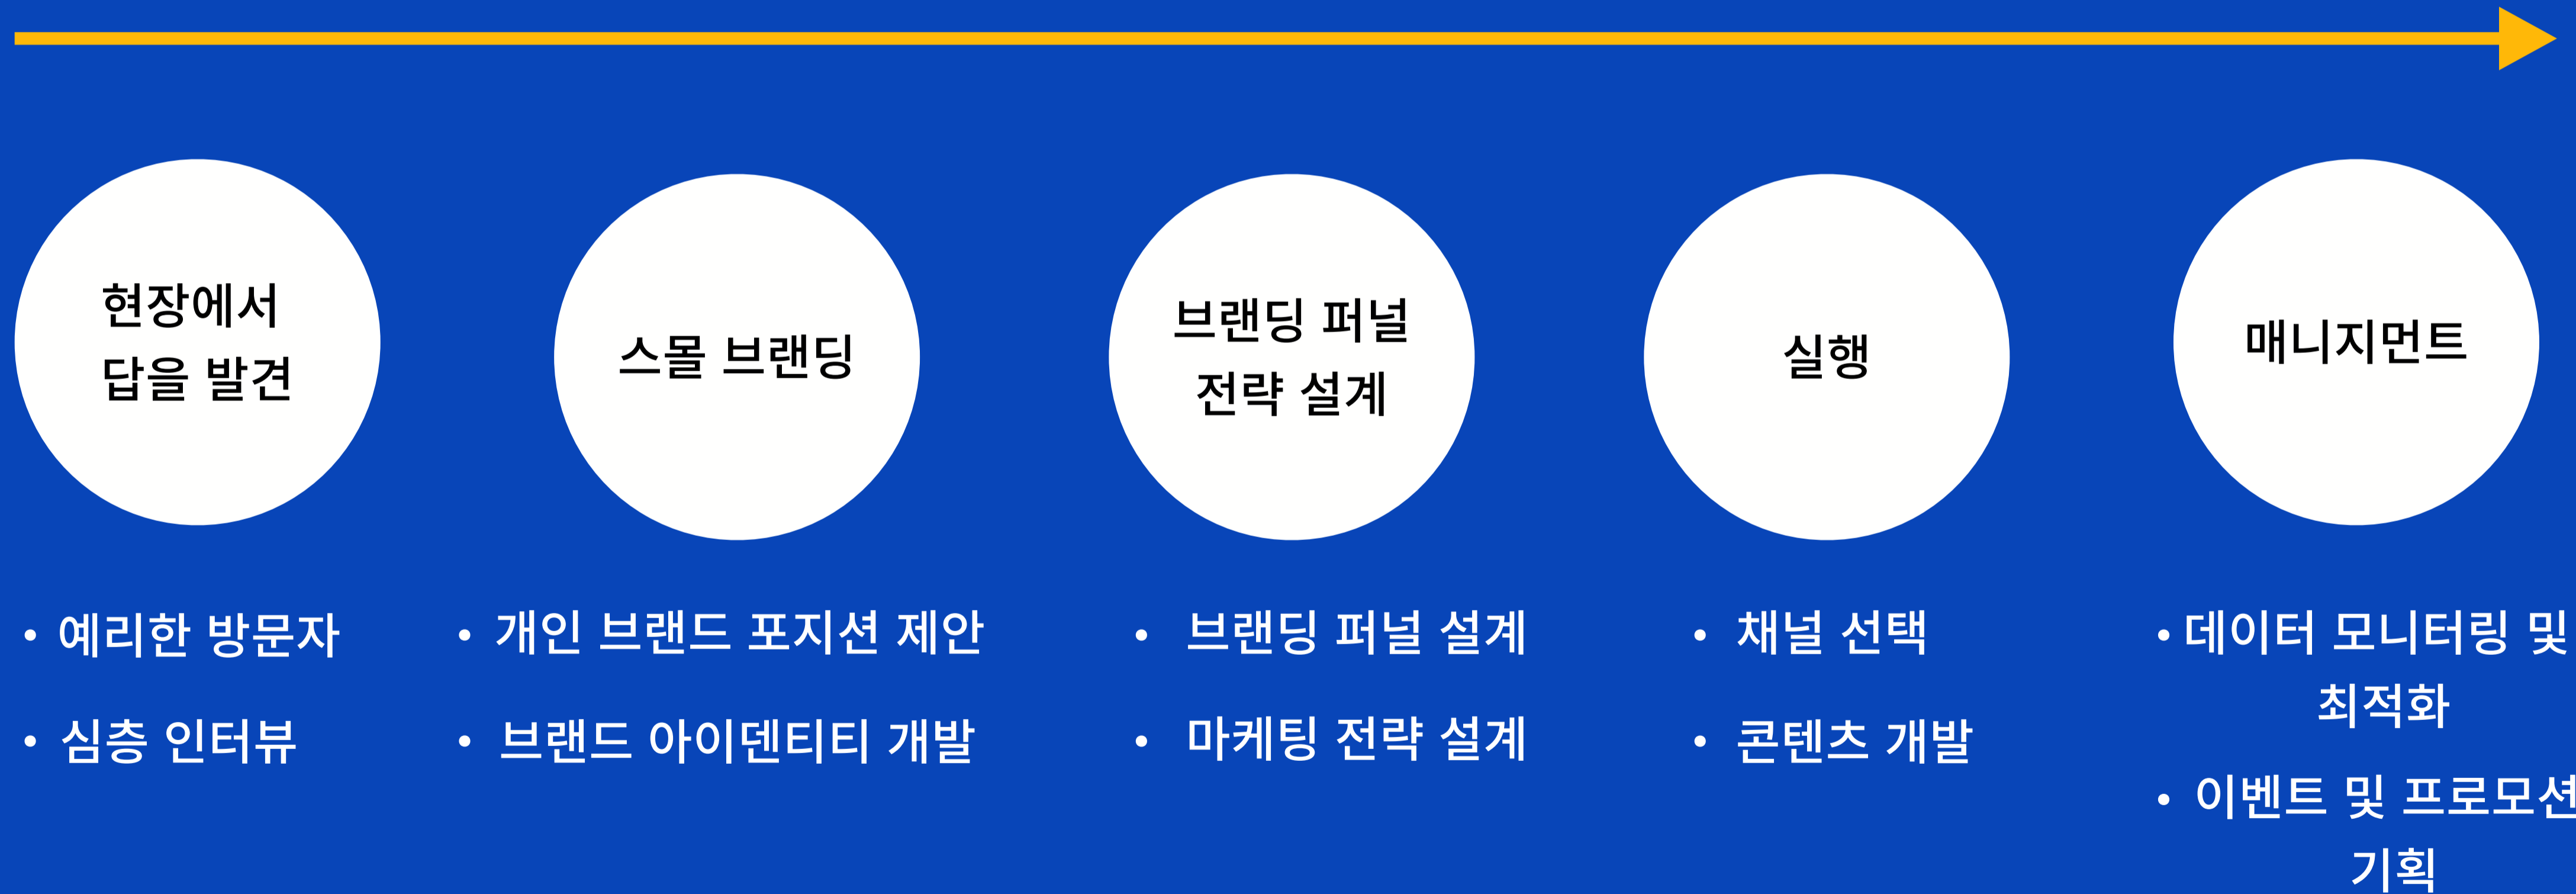 현장에서
답을 발견
스몰 브랜딩
브랜딩 퍼널
전략 설계
실행
매니지먼트
• 예리한 방문자
• 심층 인터뷰
• 개인 브랜드 포지션 제안
• 브랜드 아이덴티티 개발
• 브랜딩 퍼널 설계
• 마케팅 전략 설계
• 채널 선택
• 콘텐츠 개발
• 데이터 모니터링 및
최적화
• 이벤트 및 프로모션
기획